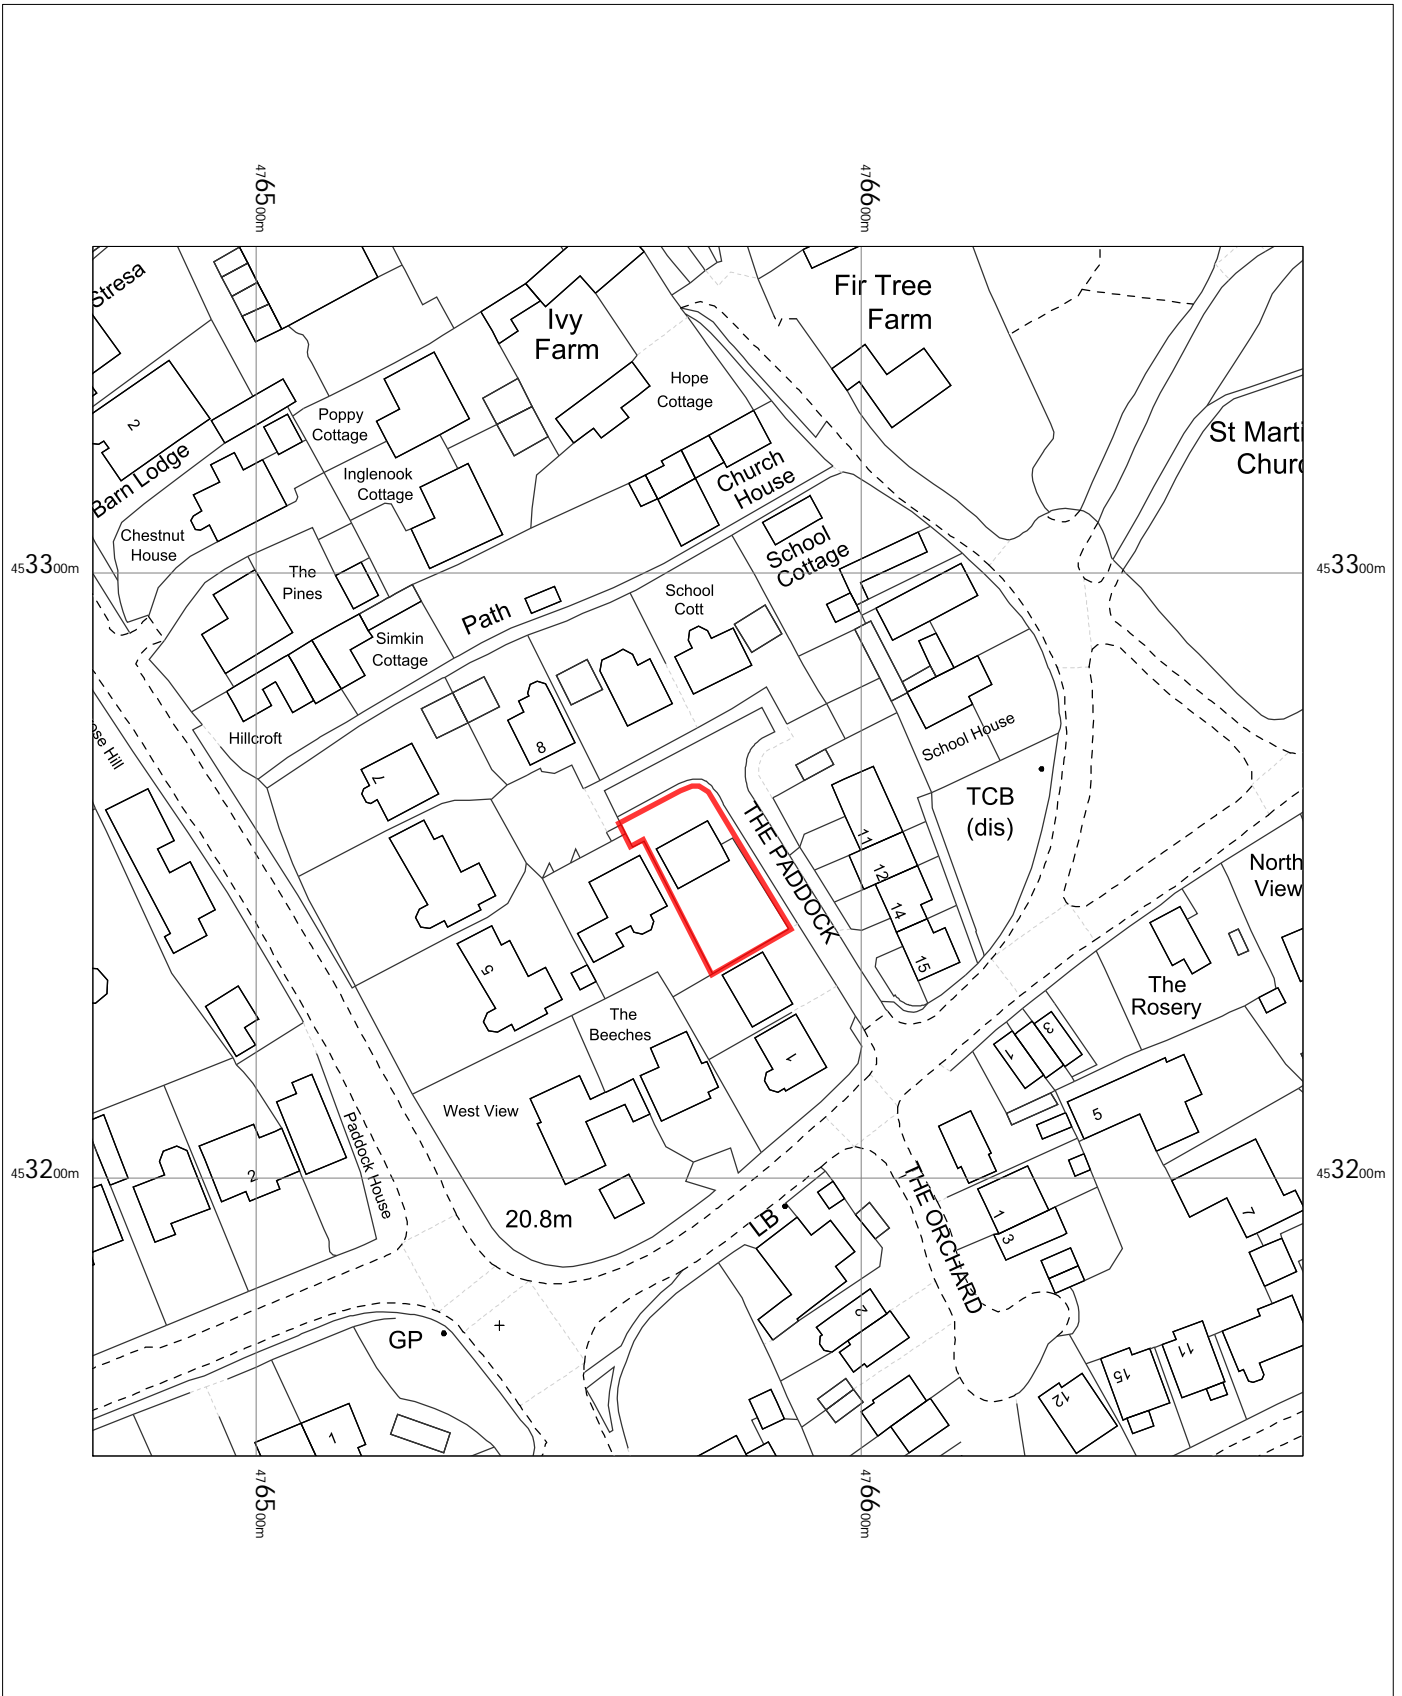 476500m
476600m
Stresa
Fir Tree
Farm
Ivy
Farm
Hope
Cottage
2
Poppy
Cottage
St Marti
Churc
Barn Lodge
Inglenook
Cottage
Church
House
Chestnut
House
School
Cottage
453300m
453300m
The
Pines
School
Cott
Path
Simkin
Cottage
ose Hill
Hillcroft
8
School House
7
TCB
(dis)
THE PADDOCK
11
12
14
15
North
View
5
The
Rosery
The
Beeches
1
1
3
West View
5
Paddock House
2
453200m
453200m
20.8m
LB
THE ORCHARD
1
3
7
GP
2
1
12
15
11
476500m
476600m